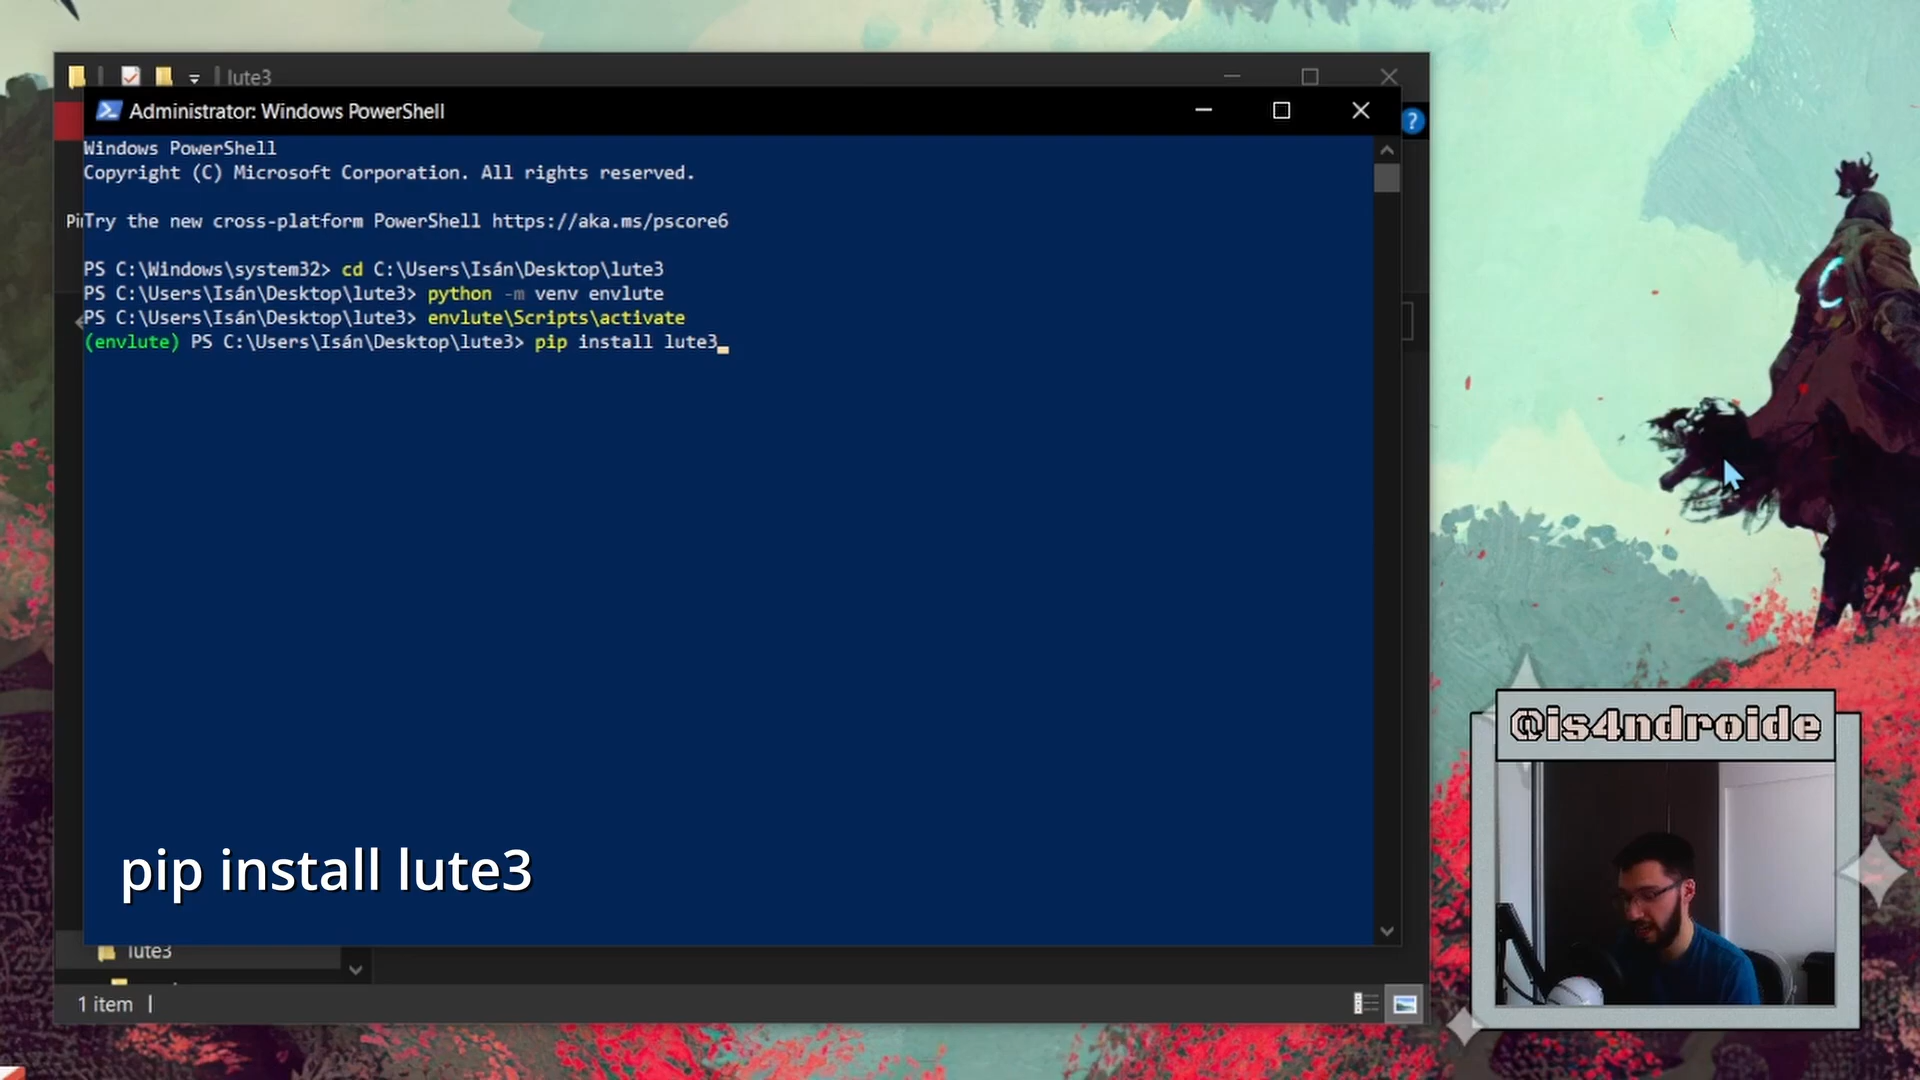 lute3
Administrator: Windows PowerShell
Windows PowerShell
Copyright (C) Microsoft Corporation. All rights reserved.
Try the new cross-platform PowerShell https://aka.ms/pscore6
PS C:\Windows\system32> cd C:\Users\Isán\Desktop\lute3
PS C:\Users\Isán\Desktop\lute3> python -m venv envlute
PS C:\Users\Isán\Desktop\lute3> envlute\Scripts\activate
(envlute) PS C:\Users\Isán\Desktop\lute3> pip install lute3
@is4ndroide
pip install lute3
lute3
1 item